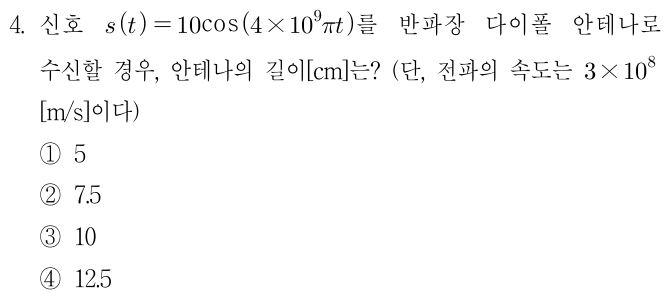 4. 신호 s(t)=10cos(4×10⁹πt)를 반파장 다이폴 안테나로
수신할 경우, 안테나의 길이[cm]는? (단, 전파의 속도는 3×10⁸
[m/s]이다)
① 5
② 7.5
③ 10
④ 12.5